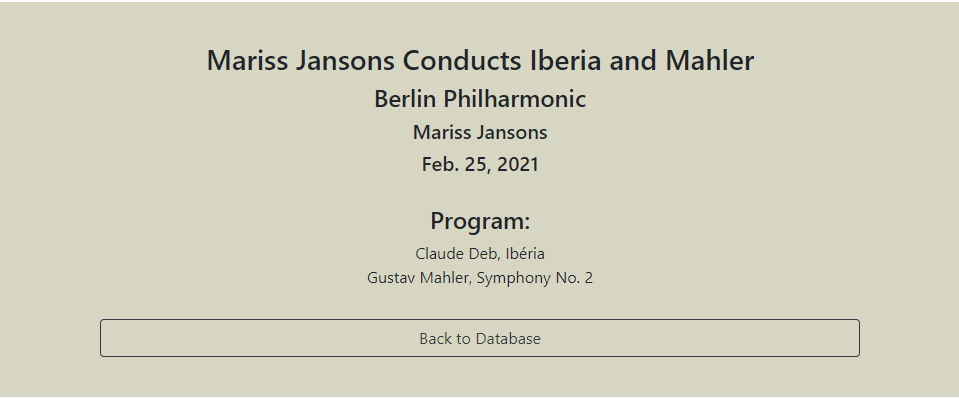 Mariss Jansons Conducts Iberia and Mahler
Berlin Philharmonic
Mariss Jansons
Feb. 25, 2021
Program:
Claude Deb, Ibéria
Gustav Mahler, Symphony No. 2
Back to Database